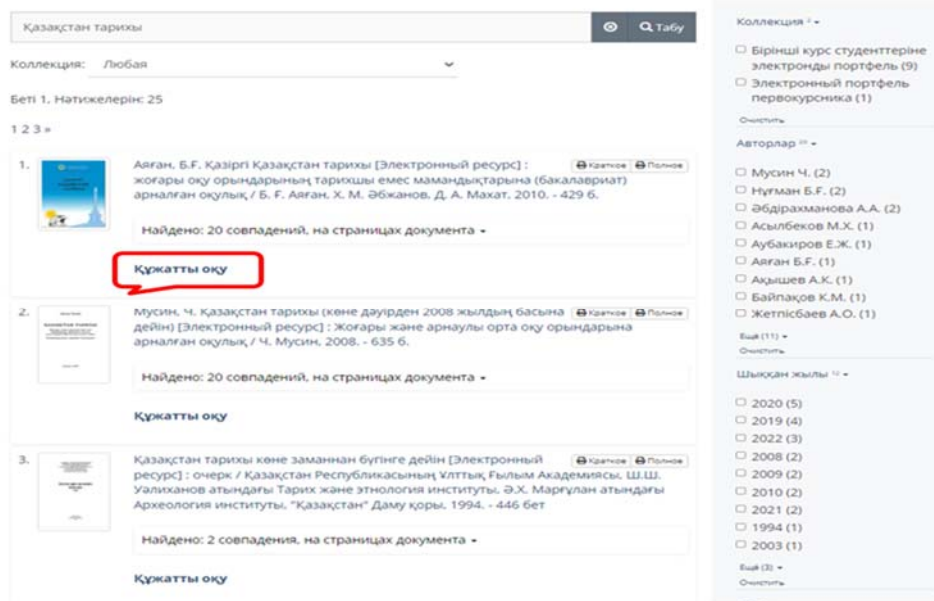 Қазақстан тарихы
Табу
Коллекция: Любая
Беті 1, Нәтижелерін: 25
1 2 3 »
1.
Аяған, Б.Ғ. Қазіргі Қазақстан тарихы [Электронный ресурс] :
Краткое Полное
жоғары оқу орындарының тарихшы емес мамандықтарына (бакалавриат)
арналған оқулық / Б. Ғ. Аяған, Х. М. Әбжанов, Д. А. Махат, 2010. - 429 б.
Найдено: 20 совпадений, на страницах документа
Құжатты оқу
2.
Мусин, Ч. Қазақстан тарихы (көне дәуірден 2008 жылдың басына
Краткое Полное
дейін) [Электронный ресурс] : Жоғары және арнаулы орта оқу орындарына
арналған оқулық / Ч. Мусин, 2008. - 635 б.
Найдено: 20 совпадений, на страницах документа
Құжатты оқу
3.
Қазақстан тарихы көне заманнан бүгінге дейін [Электронный
Краткое Полное
ресурс] : очерк / Қазақстан Республикасының Ұлттық Ғылым Академиясы, Ш.Ш.
Уәлиханов атындағы Тарих және этнология институты, Ә.Х. Марғұлан атындағы
Археология институты, "Қазақстан" Даму қоры, 1994. - 446 бет
Найдено: 2 совпадения, на страницах документа
Құжатты оқу
Коллекция
Бірінші курс студенттеріне
электронды портфель (9)
Электронный портфель
первокурсника (1)
Очистить
Авторлар
Мусин Ч. (2)
Нұғман Б.Ғ. (2)
Әбдірахманова А.А. (2)
Асылбеков М.Х. (1)
Аубакиров Е.Ж. (1)
Аяған Б.Ғ. (1)
Ақышев А.К. (1)
Байпақов К.М. (1)
Жетпісбаев А.О. (1)
Ещё (11)
Очистить
Шыққан жылы
2020 (5)
2019 (4)
2022 (3)
2008 (2)
2009 (2)
2010 (2)
2021 (2)
1994 (1)
2003 (1)
Ещё (3)
Очистить